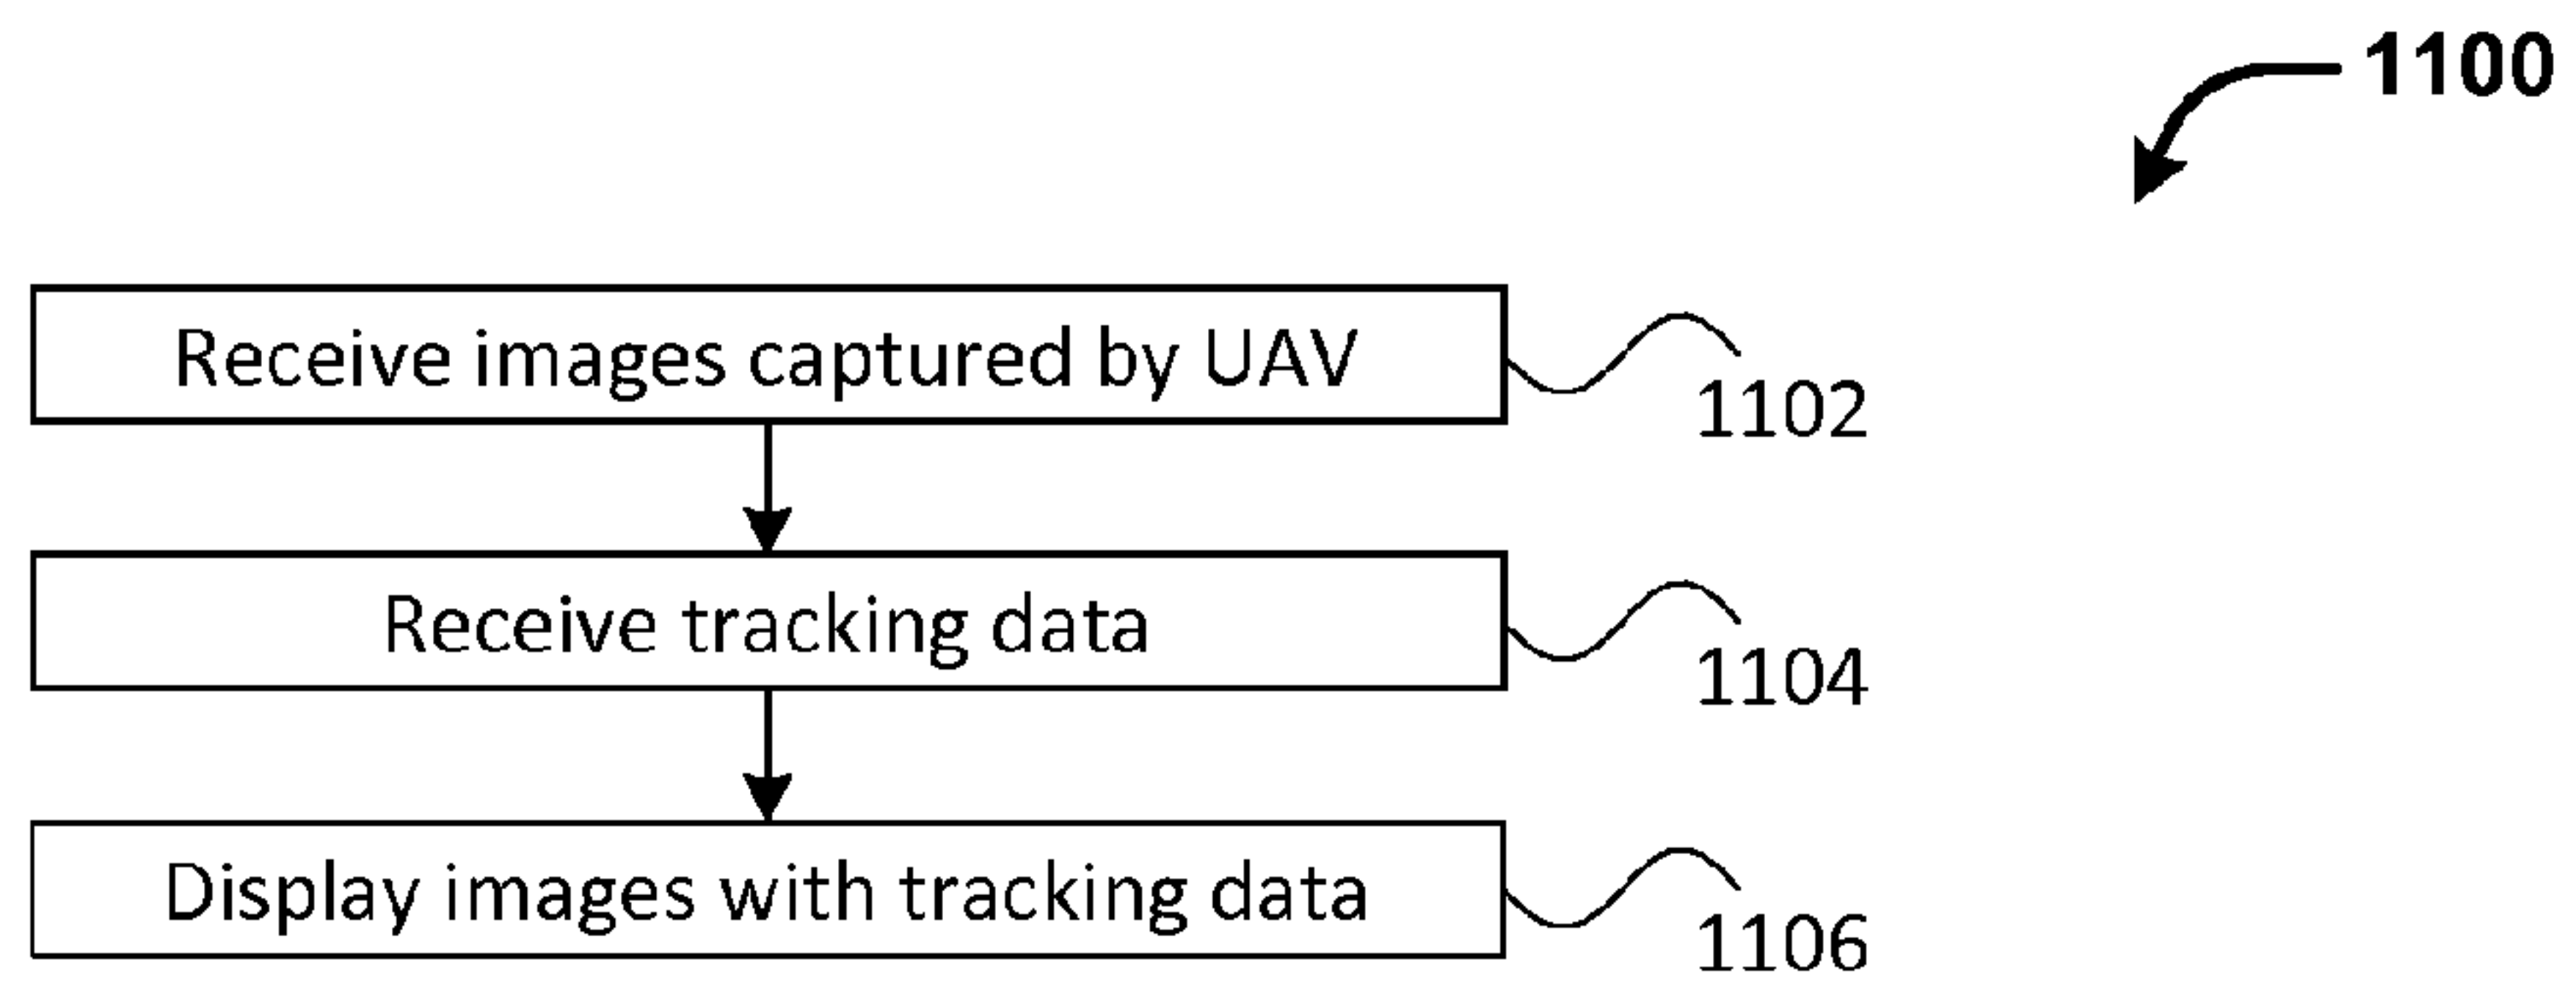 1100
Receive images captured by UAV
1102
Receive tracking data
1104
Display images with tracking data
1106